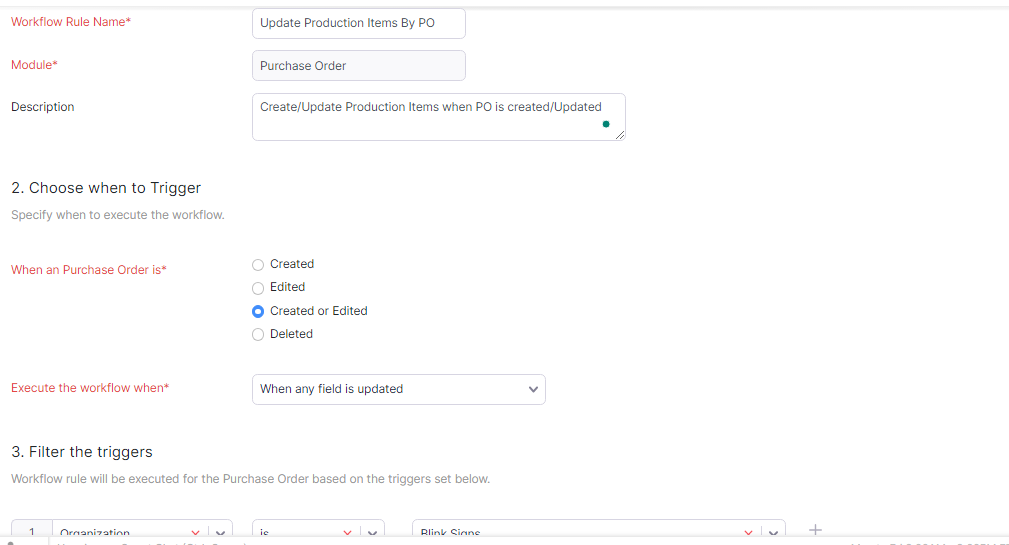 Workflow Rule Name*
Update Production Items By PO
Module*
Purchase Order
Description
Create/Update Production Items when PO is created/Updated
2. Choose when to Trigger
Specify when to execute the workflow.
When an Purchase Order is*
Created
Edited
Created or Edited
Deleted
Execute the workflow when*
When any field is updated
3. Filter the triggers
Workflow rule will be executed for the Purchase Order based on the triggers set below.
1 Organization is Blink Signs